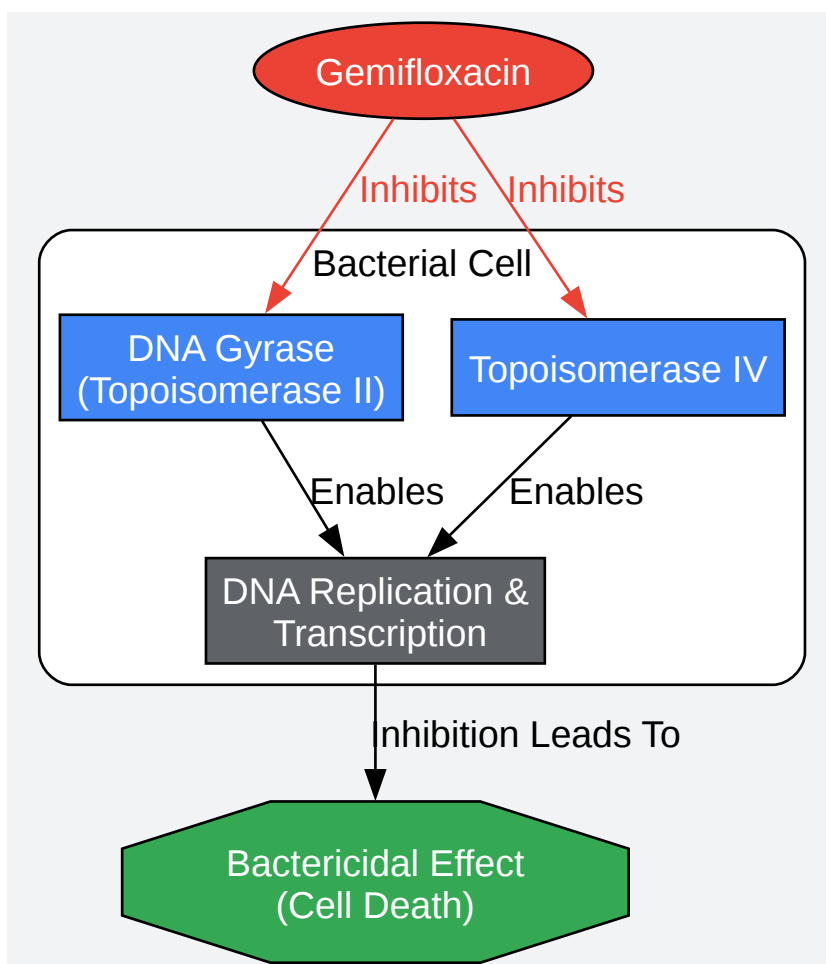 Gemifloxacin
Inhibits
Inhibits
Bacterial Cell
DNA Gyrase
(Topoisomerase II)
Topoisomerase IV
Enables
Enables
DNA Replication &
Transcription
Inhibition Leads To
Bactericidal Effect
(Cell Death)